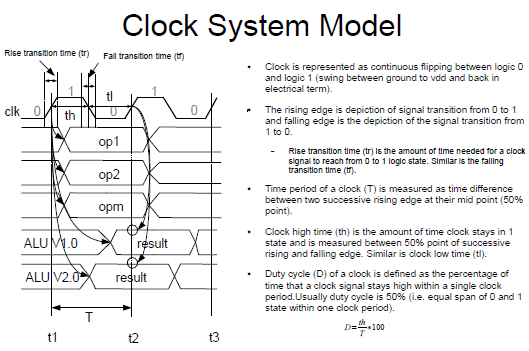 Clock System Model
Rise transition time (tr)
Fall transition time (tf)
clk
0
1
th
tl
0
1
0
op1
op2
opm
ALU V1.0
result
ALU V2.0
result
T
t1
t2
t3
• Clock is represented as continuous flipping between logic 0
and logic 1 (swing between ground to vdd and back in
electrical term).
• The rising edge is depiction of signal transition from 0 to 1
and falling edge is the depiction of the signal transition from
1 to 0.
– Rise transition time (tr) is the amount of time needed for a clock
signal to reach from 0 to 1 logic state. Similar is the falling
transition time (tf).
• Time period of a clock (T) is measured as time difference
between two successive rising edge at their mid point (50%
point).
• Clock high time (th) is the amount of time clock stays in 1
state and is measured between 50% point of successive
rising and falling edge. Similar is clock low time (tl).
• Duty cycle (D) of a clock is defined as the percentage of
time that a clock signal stays high within a single clock
period.Usually duty cycle is 50% (i.e. equal span of 0 and 1
state within one clock period).
D=th/T*100